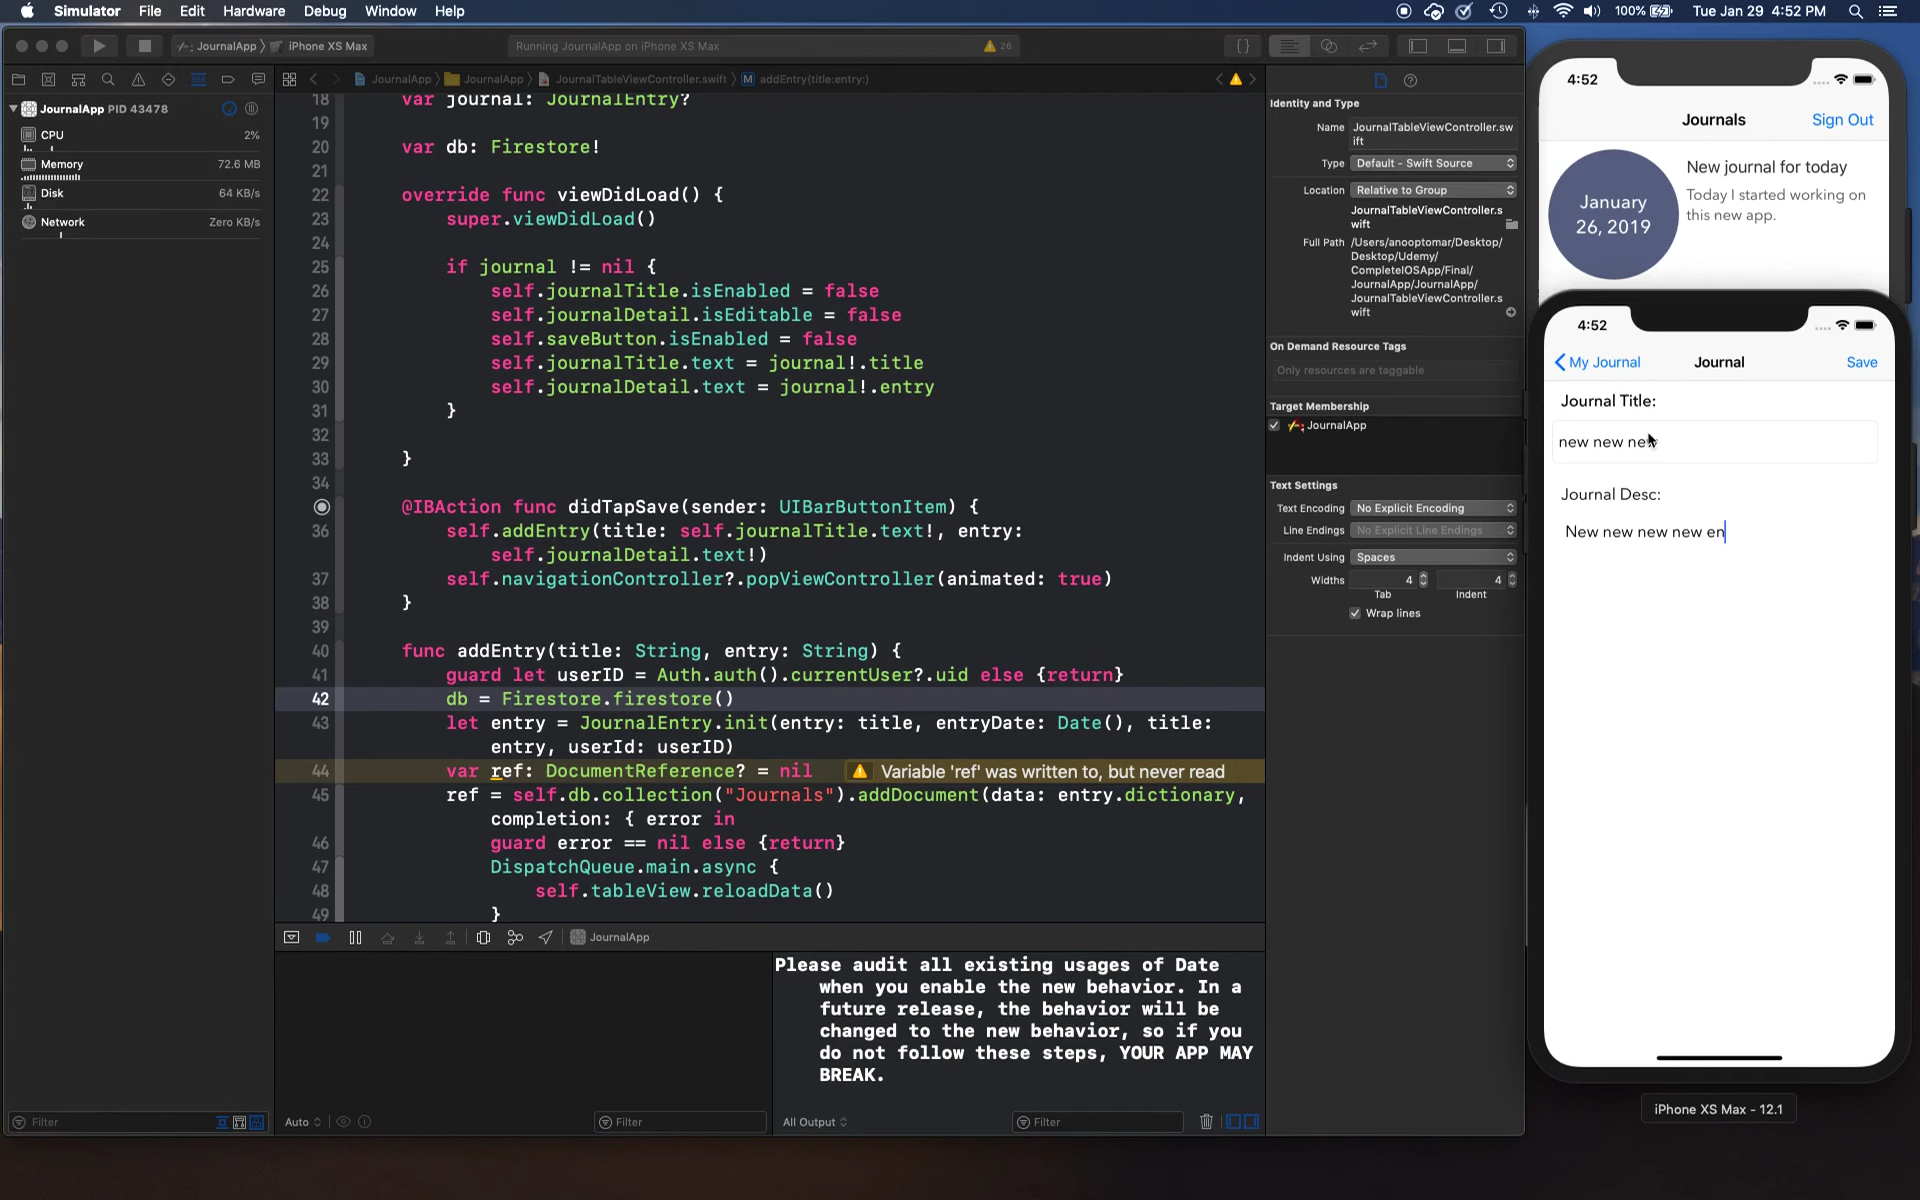 Simulator File Edit Hardware Debug Window Help
100% Tue Jan 29 4:52 PM
JournalApp iPhone XS Max
Running JournalApp on iPhone XS Max
26
JournalApp JournalApp JournalTableViewController.swift M addEntry(title:entry:)
JournalApp PID 43478
CPU 2%
Memory 72.6 MB
Disk 64 KB/s
Network Zero KB/s
Filter
18 var journal: JournalEntry?
19
20 var db: Firestore!
21
22 override func viewDidLoad() {
23 super.viewDidLoad()
24
25 if journal != nil {
26 self.journalTitle.isEnabled = false
27 self.journalDetail.isEditable = false
28 self.saveButton.isEnabled = false
29 self.journalTitle.text = journal!.title
30 self.journalDetail.text = journal!.entry
31 }
32
33 }
34
@IBAction func didTapSave(sender: UIBarButtonItem) {
36 self.addEntry(title: self.journalTitle.text!, entry:
self.journalDetail.text!)
37 self.navigationController?.popViewController(animated: true)
38 }
39
40 func addEntry(title: String, entry: String) {
41 guard let userID = Auth.auth().currentUser?.uid else {return}
42 db = Firestore.firestore()
43 let entry = JournalEntry.init(entry: title, entryDate: Date(), title:
entry, userId: userID)
44 var ref: DocumentReference? = nil Variable 'ref' was written to, but never read
45 ref = self.db.collection("Journals").addDocument(data: entry.dictionary,
completion: { error in
46 guard error == nil else {return}
47 DispatchQueue.main.async {
48 self.tableView.reloadData()
49 }
JournalApp
Please audit all existing usages of Date
when you enable the new behavior. In a
future release, the behavior will be
changed to the new behavior, so if you
do not follow these steps, YOUR APP MAY
BREAK.
Auto
Filter
All Output
Filter
Identity and Type
Name JournalTableViewController.sw
ift
Type Default - Swift Source
Location Relative to Group
JournalTableViewController.s
wift
Full Path /Users/anooptomar/Desktop/
Desktop/Udemy/
CompleteIOSApp/Final/
JournalApp/JournalApp/
JournalTableViewController.s
wift
On Demand Resource Tags
Only resources are taggable
Target Membership
JournalApp
Text Settings
Text Encoding No Explicit Encoding
Line Endings No Explicit Line Endings
Indent Using Spaces
Widths 4 4
Tab Indent
Wrap lines
4:52
Journals Sign Out
January
26, 2019
New journal for today
Today I started working on
this new app.
4:52
My Journal Journal Save
Journal Title:
new new new
Journal Desc:
New new new new en
iPhone XS Max - 12.1